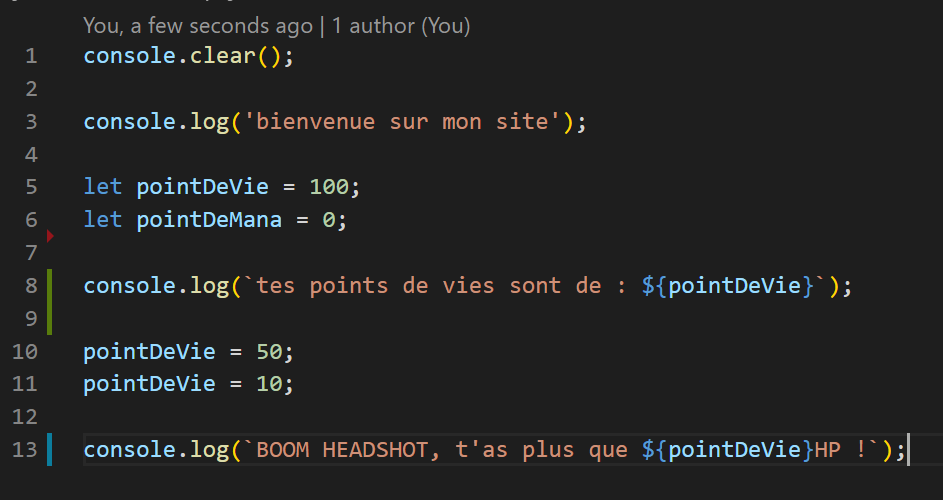 You, a few seconds ago | 1 author (You)
1 console.clear();
2
3 console.log('bienvenue sur mon site');
4
5 let pointDeVie = 100;
6 let pointDeMana = 0;
7
8 console.log(`tes points de vies sont de : ${pointDeVie}`);
9
10 pointDeVie = 50;
11 pointDeVie = 10;
12
13 console.log(`BOOM HEADSHOT, t'as plus que ${pointDeVie}HP !`);